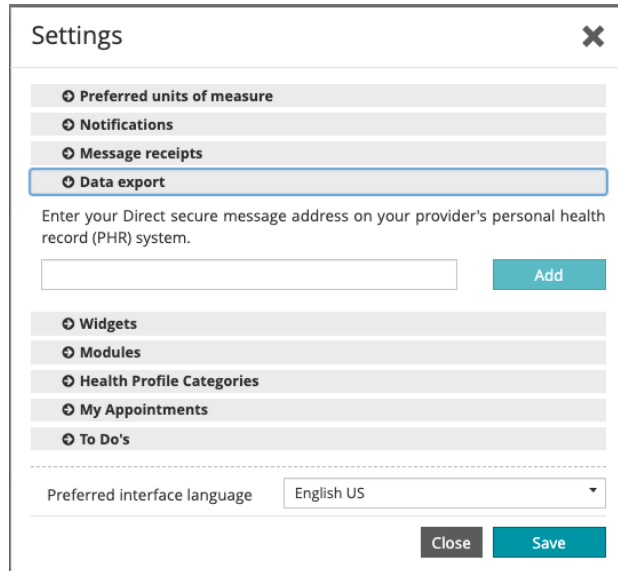 Settings
Preferred units of measure
Notifications
Message receipts
Data export
Enter your Direct secure message address on your provider's personal health
record (PHR) system.
Add
Widgets
Modules
Health Profile Categories
My Appointments
To Do's
Preferred interface language English US
Close Save